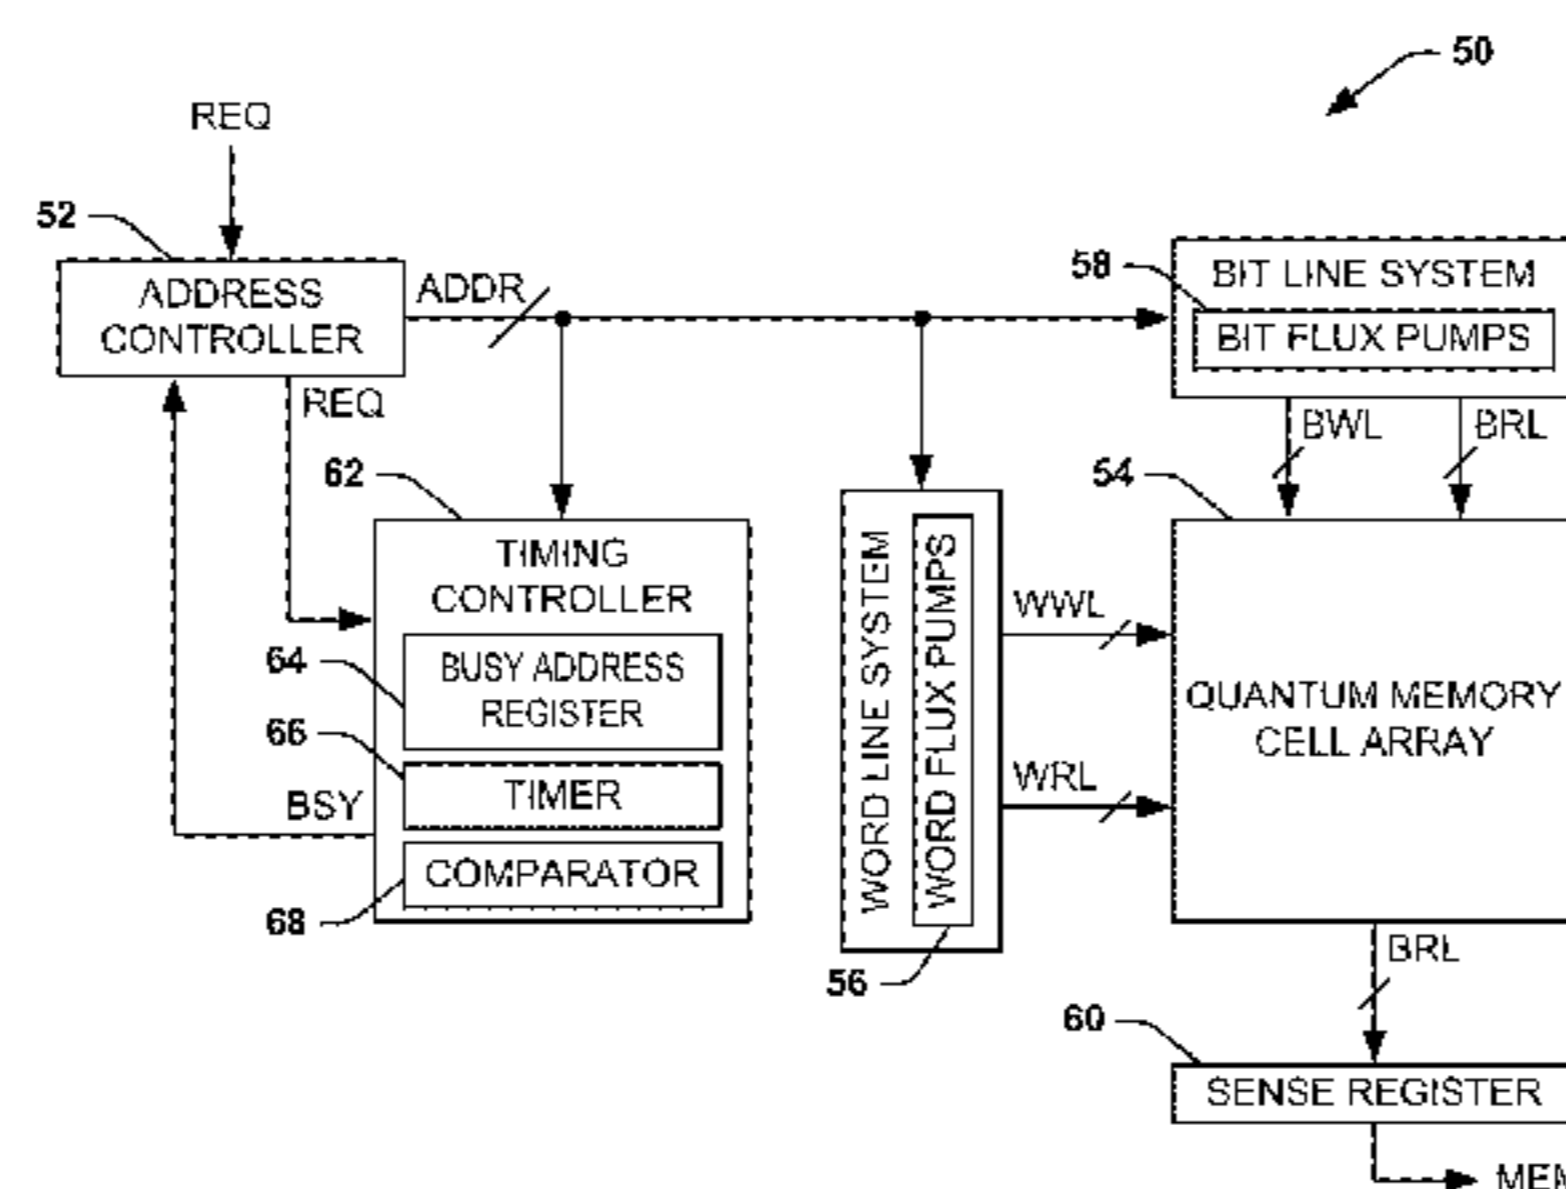 50
REQ
52
ADDRESS
CONTROLLER
ADDR
58
BIT LINE SYSTEM
BIT FLUX PUMPS
REQ
BWL
BRL
62
54
TIMING
CONTROLLER
64
BUSY ADDRESS
REGISTER
66
TIMER
BSY
COMPARATOR
68
WORD LINE SYSTEM
WORD FLUX PUMPS
56
WWL
WRL
QUANTUM MEMORY
CELL ARRAY
BRL
60
SENSE REGISTER